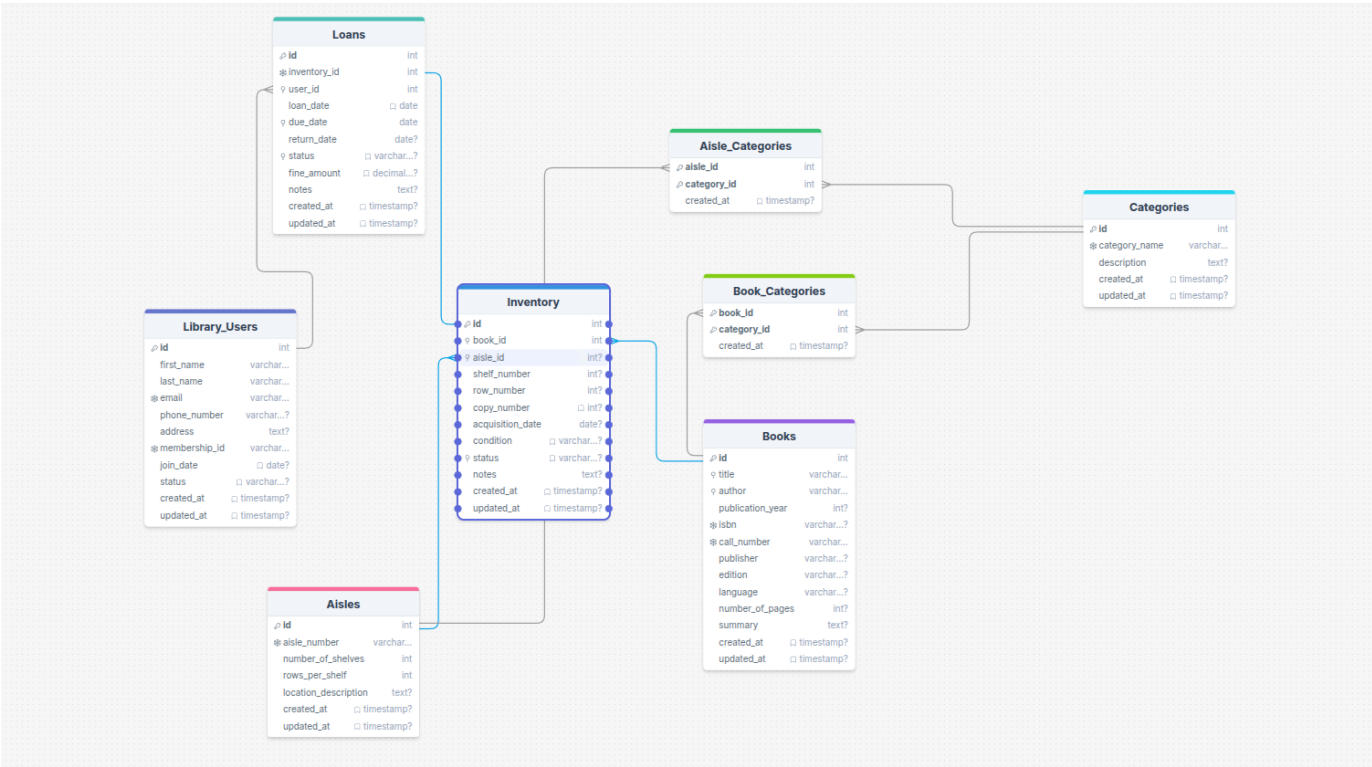 Loans
id int
inventory_id int
user_id int
loan_date date
due_date date
return_date date?
status varchar...?
fine_amount decimal...?
notes text?
created_at timestamp?
updated_at timestamp?
Aisle_Categories
aisle_id int
category_id int
created_at timestamp?
Categories
id int
category_name varchar...
description text?
created_at timestamp?
updated_at timestamp?
Book_Categories
book_id int
category_id int
created_at timestamp?
Inventory
id int
book_id int
aisle_id int?
shelf_number int?
row_number int?
copy_number int?
acquisition_date date?
condition varchar...?
status varchar...?
notes text?
created_at timestamp?
updated_at timestamp?
Library_Users
id int
first_name varchar...
last_name varchar...
email varchar...
phone_number varchar...?
address text?
membership_id varchar...
join_date date?
status varchar...?
created_at timestamp?
updated_at timestamp?
Books
id int
title varchar...
author varchar...
publication_year int?
isbn varchar...?
call_number varchar...
publisher varchar...?
edition varchar...?
language varchar...?
number_of_pages int?
summary text?
created_at timestamp?
updated_at timestamp?
Aisles
id int
aisle_number varchar...
number_of_shelves int
rows_per_shelf int
location_description text?
created_at timestamp?
updated_at timestamp?